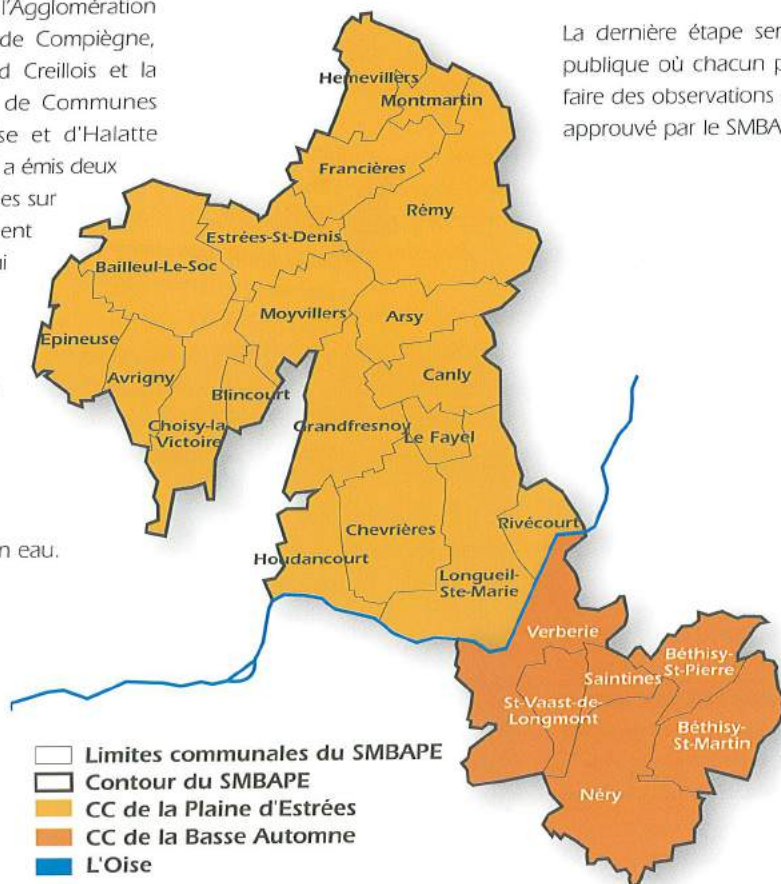 l'Agglomération
de Compiègne,
d Creillois et la
de Communes
se et d'Halatte
a émis deux
es sur
ent
ui
n eau.
La dernière étape ser
publique où chacun p
faire des observations
approuvé par le SMBA
Hemevillers
Montmartin
Francières
Rémy
Estrées-St-Denis
Bailleul-Le-Soc
Moyvillers
Arsy
Epineuse
Avrigny
Canly
Blincourt
Choisy-la
Victoire
Grandfresnoy
Le Fayel
Chevrières
Rivécourt
Houdancourt
Longueil-
Ste-Marie
Verberie
Béthisy-
St-Pierre
Saintines
St-Vaast-de-
Longmont
Béthisy-
St-Martin
Néry
Limites communales du SMBAPE
Contour du SMBAPE
CC de la Plaine d'Estrées
CC de la Basse Automne
L'Oise